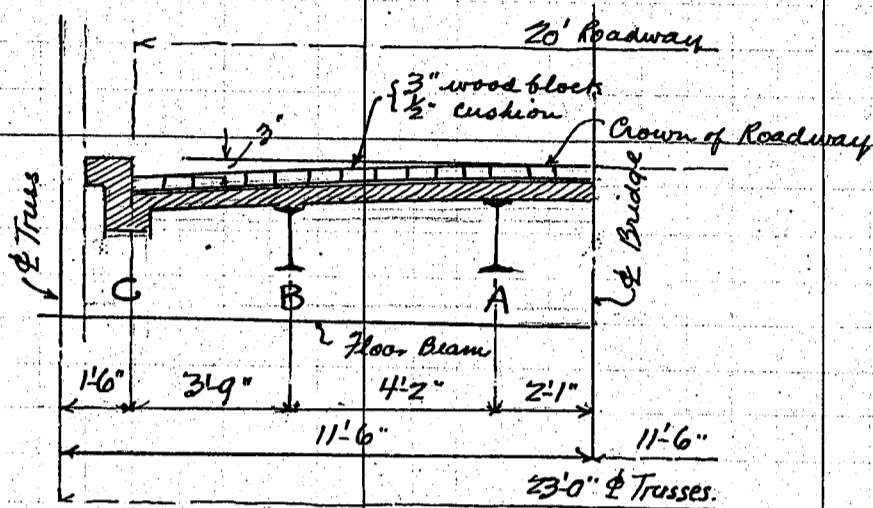 20' Roadway
{3" wood block
{½" cushion
3"
Crown of Roadway
℄ Truss
℄ Bridge
C
B
A
Floor Beam
1'-6"
3'-9"
4'-2"
2'-1"
11'-6"
11'-6"
23'-0" ℄ Trusses.